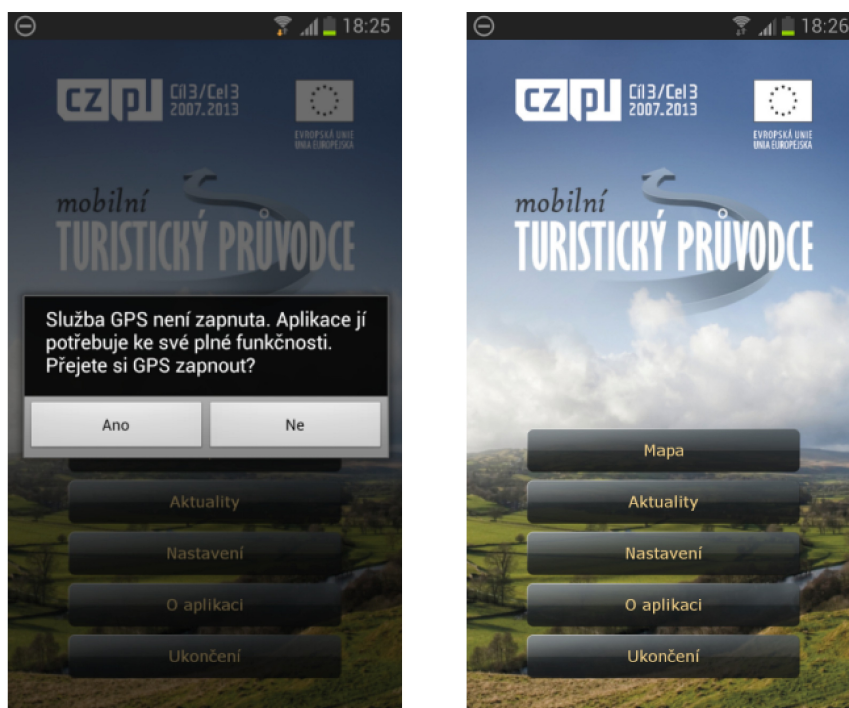 18:25
CZ pl Cíl3/Cel3
2007.2013
EVROPSKÁ UNIE
UNIA EUROPEJSKA
mobilní
TURISTICKÝ PRŮVODCE
Služba GPS není zapnuta. Aplikace jí
potřebuje ke své plné funkčnosti.
Přejete si GPS zapnout?
Ano Ne
Aktuality
Nastavení
O aplikaci
Ukončení
18:26
CZ pl Cíl3/Cel3
2007.2013
EVROPSKÁ UNIE
UNIA EUROPEJSKA
mobilní
TURISTICKÝ PRŮVODCE
Mapa
Aktuality
Nastavení
O aplikaci
Ukončení